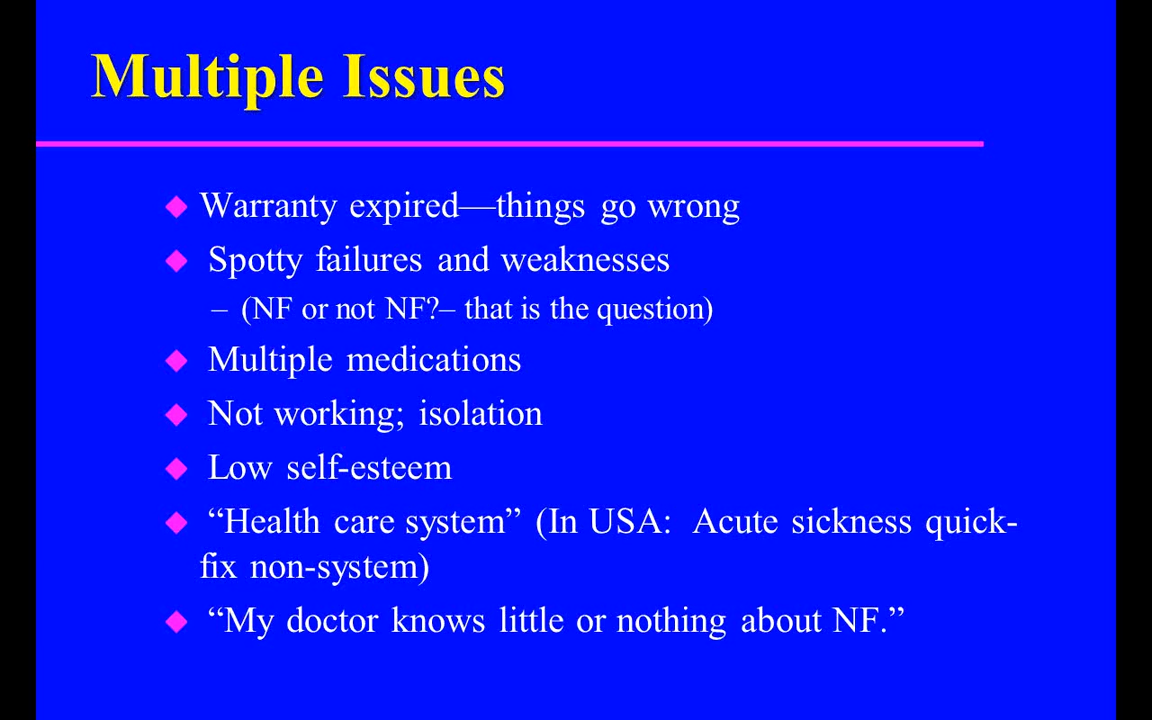 Multiple Issues
Warranty expired—things go wrong
Spotty failures and weaknesses
– (NF or not NF?– that is the question)
Multiple medications
Not working; isolation
Low self-esteem
“Health care system” (In USA: Acute sickness quick-
fix non-system)
“My doctor knows little or nothing about NF.”